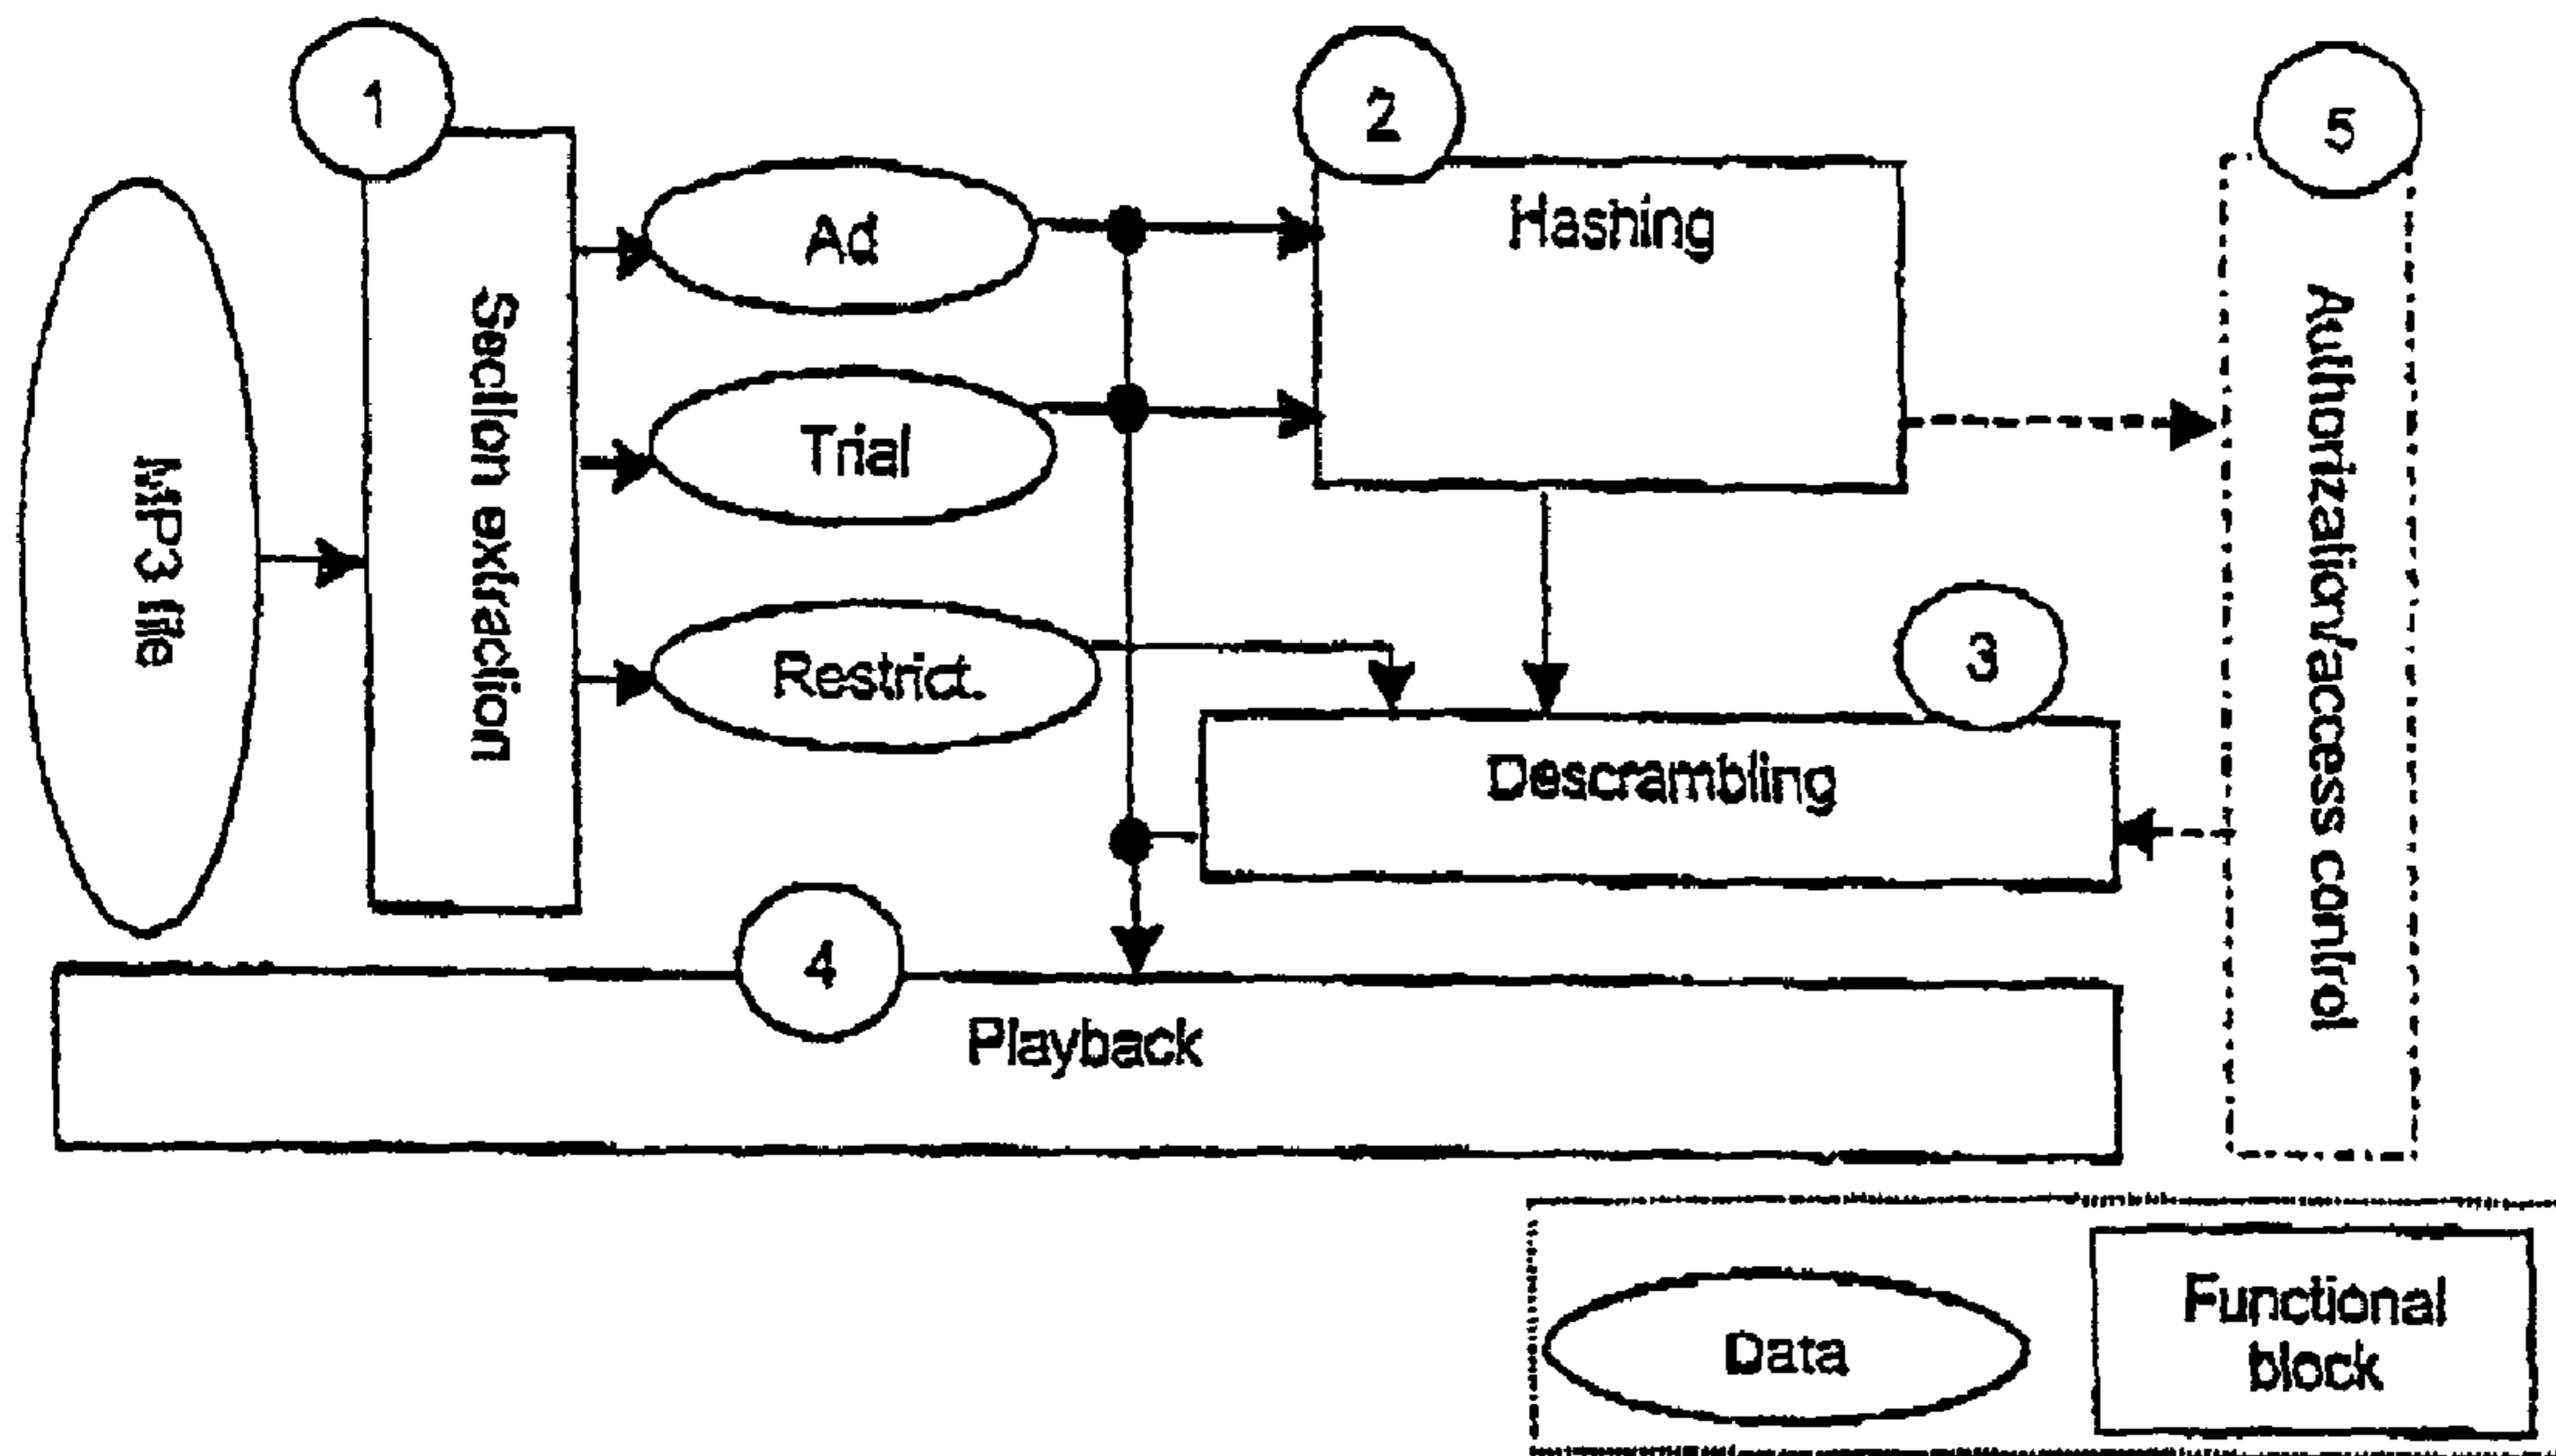 1
2
5
Ad
Hashing
MP3 file
Section extraction
Trial
Authorization/access control
Restrict.
3
Descrambling
4
Playback
Data
Functional
block